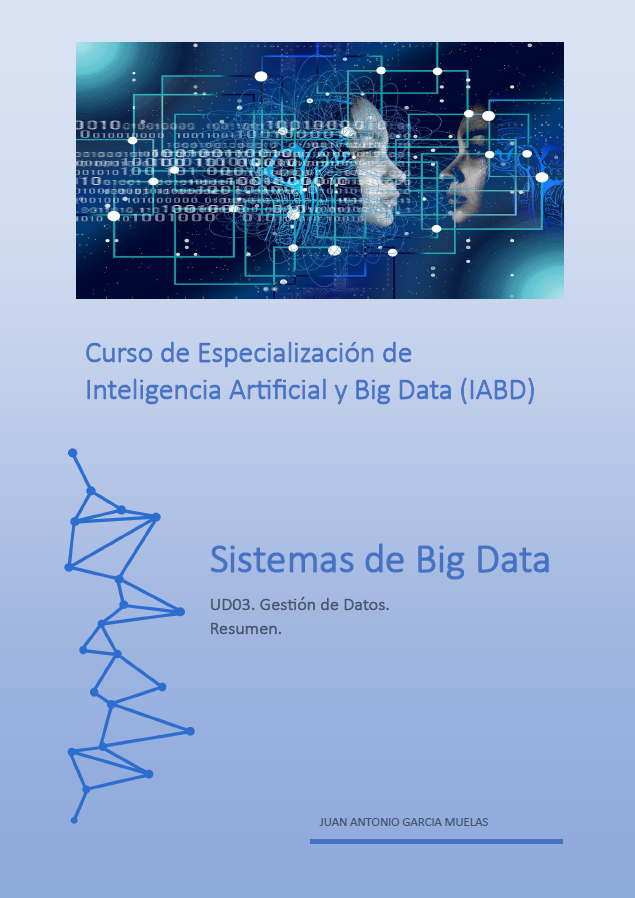 Curso de Especialización de
Inteligencia Artificial y Big Data (IABD)
Sistemas de Big Data
UD03. Gestión de Datos.
Resumen.
JUAN ANTONIO GARCIA MUELAS